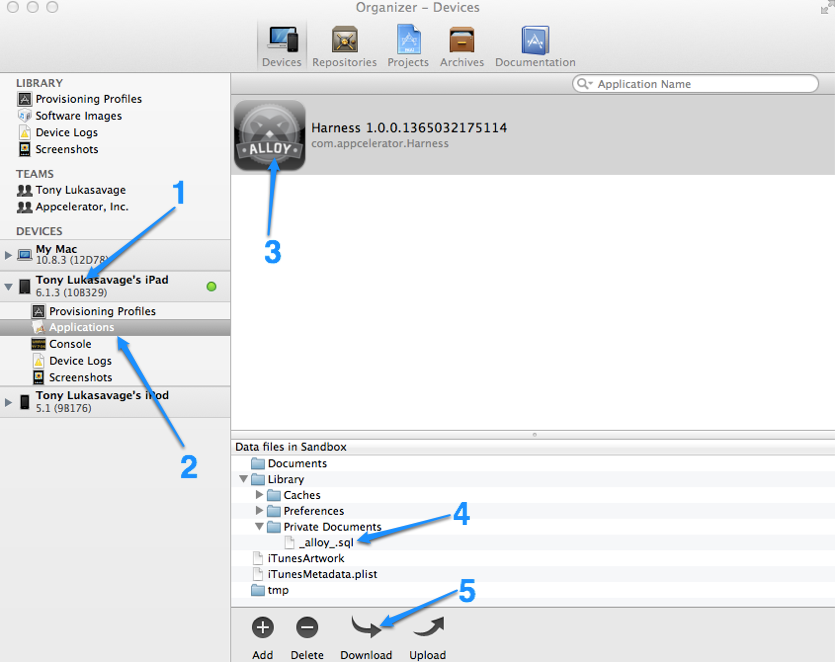 Organizer – Devices
Devices
Repositories
Projects
Archives
Documentation
LIBRARY
Provisioning Profiles
Software Images
Device Logs
Screenshots
TEAMS
Tony Lukasavage
Appcelerator, Inc.
DEVICES
My Mac
10.8.3 (12D78)
Tony Lukasavage's iPad
6.1.3 (10B329)
Provisioning Profiles
Applications
Console
Device Logs
Screenshots
Tony Lukasavage's iPod
5.1 (9B176)
1
2
Application Name
ALLOY
Harness 1.0.0.1365032175114
com.appcelerator.Harness
3
Data files in Sandbox
Documents
Library
Caches
Preferences
Private Documents
_alloy_.sql
4
iTunesArtwork
iTunesMetadata.plist
tmp
5
Add
Delete
Download
Upload